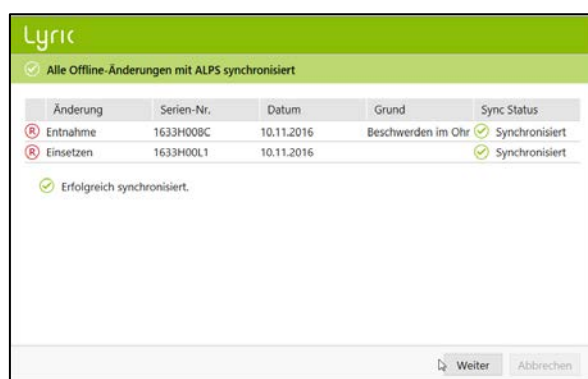 Lyric
Alle Offline-Änderungen mit ALPS synchronisiert
Änderung Serien-Nr. Datum Grund Sync Status
R Entnahme 1633H00BC 10.11.2016 Beschwerden im Ohr Synchronisiert
R Einsetzen 1633H00L1 10.11.2016 Synchronisiert
Erfolgreich synchronisiert.
Weiter Abbrechen